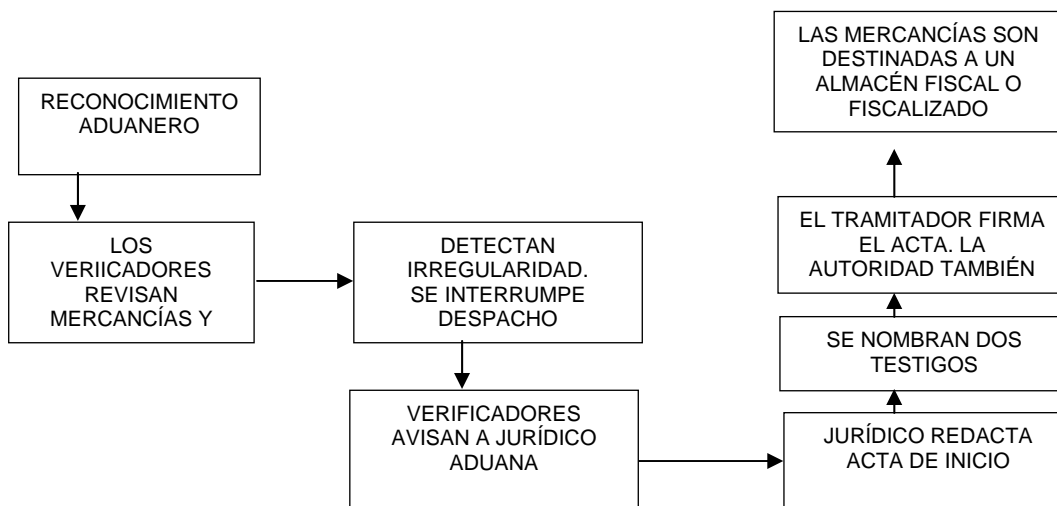 RECONOCIMIENTO
ADUANERO
LOS
VERIICADORES
REVISAN
MERCANCÍAS Y
DETECTAN
IRREGULARIDAD.
SE INTERRUMPE
DESPACHO
VERIFICADORES
AVISAN A JURÍDICO
ADUANA
JURÍDICO REDACTA
ACTA DE INICIO
SE NOMBRAN DOS
TESTIGOS
EL TRAMITADOR FIRMA
EL ACTA. LA
AUTORIDAD TAMBIÉN
LAS MERCANCÍAS SON
DESTINADAS A UN
ALMACÉN FISCAL O
FISCALIZADO